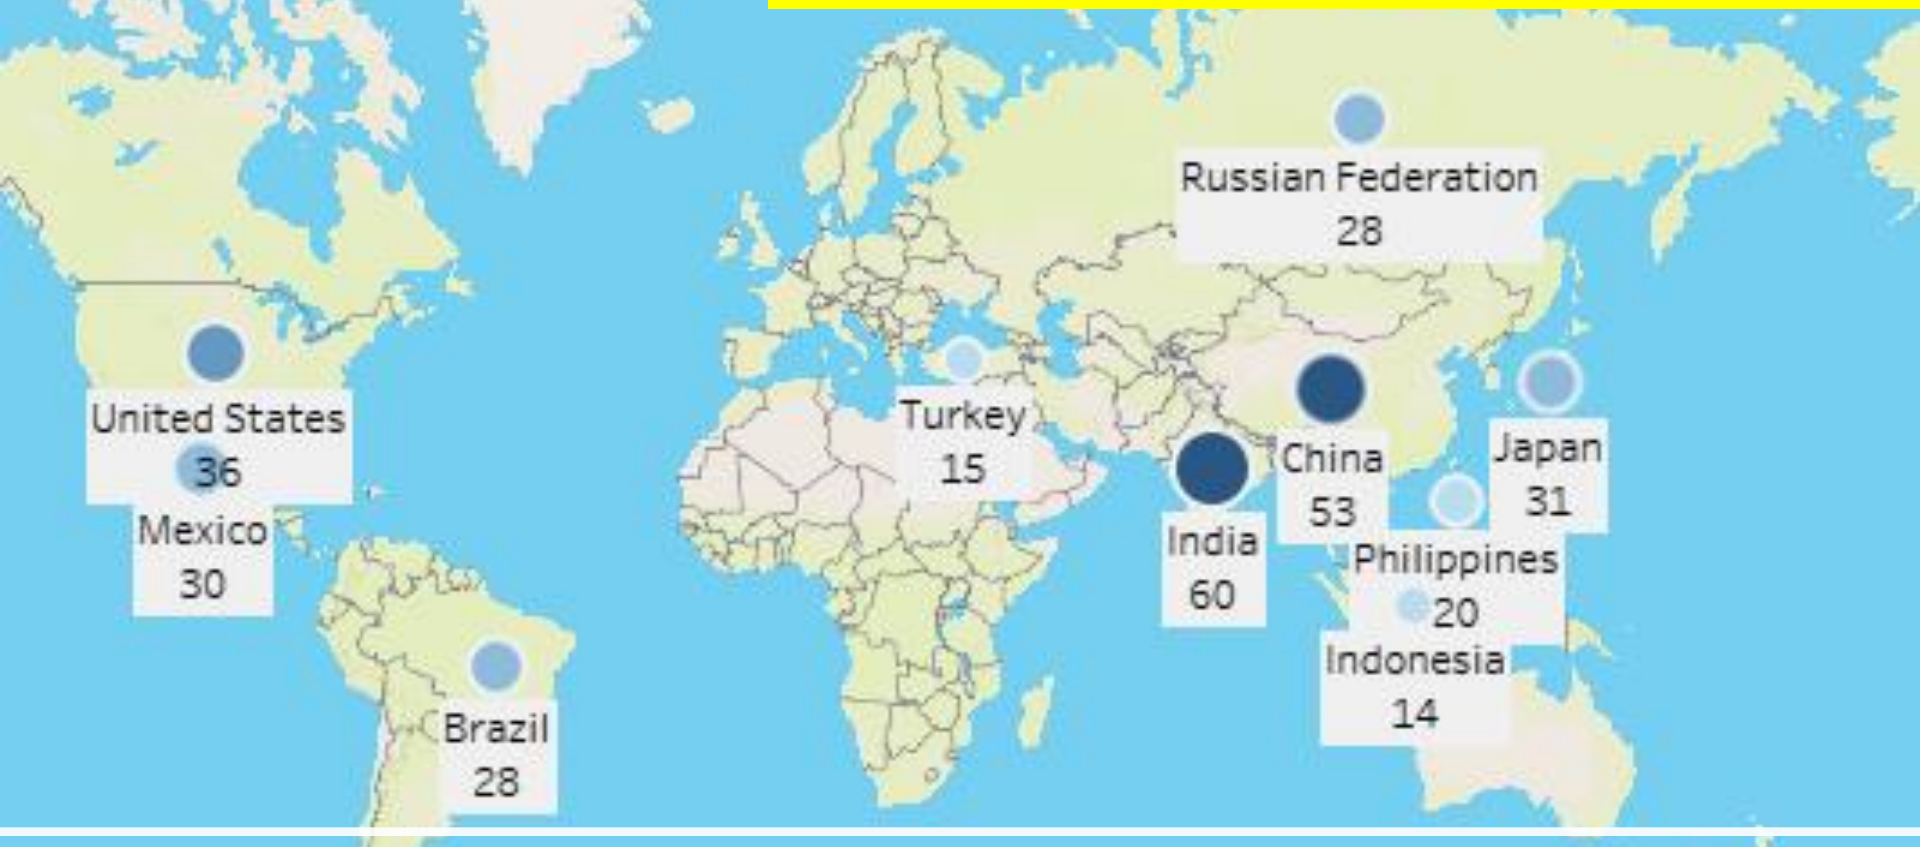 Russian Federation
28
United States
36
Mexico
30
Brazil
28
Turkey
15
India
60
China
53
Japan
31
Philippines
20
Indonesia
14